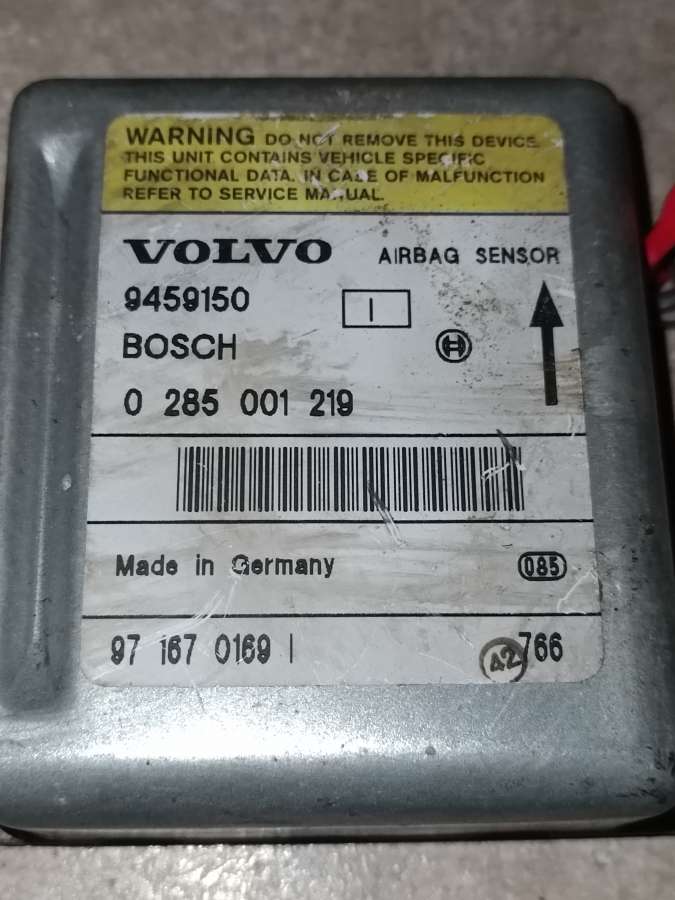 WARNING DO NOT REMOVE THIS DEVICE.
THIS UNIT CONTAINS VEHICLE SPECIFIC
FUNCTIONAL DATA. IN CASE OF MALFUNCTION
REFER TO SERVICE MANUAL.
VOLVO AIRBAG SENSOR
9459150 I
BOSCH
0 285 001 219
Made in Germany 085
97 167 0169 I 42 766